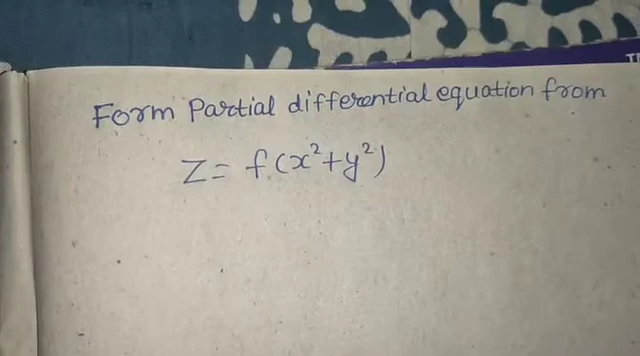 Form Partial differential equation from
Z = f(x²+y²)